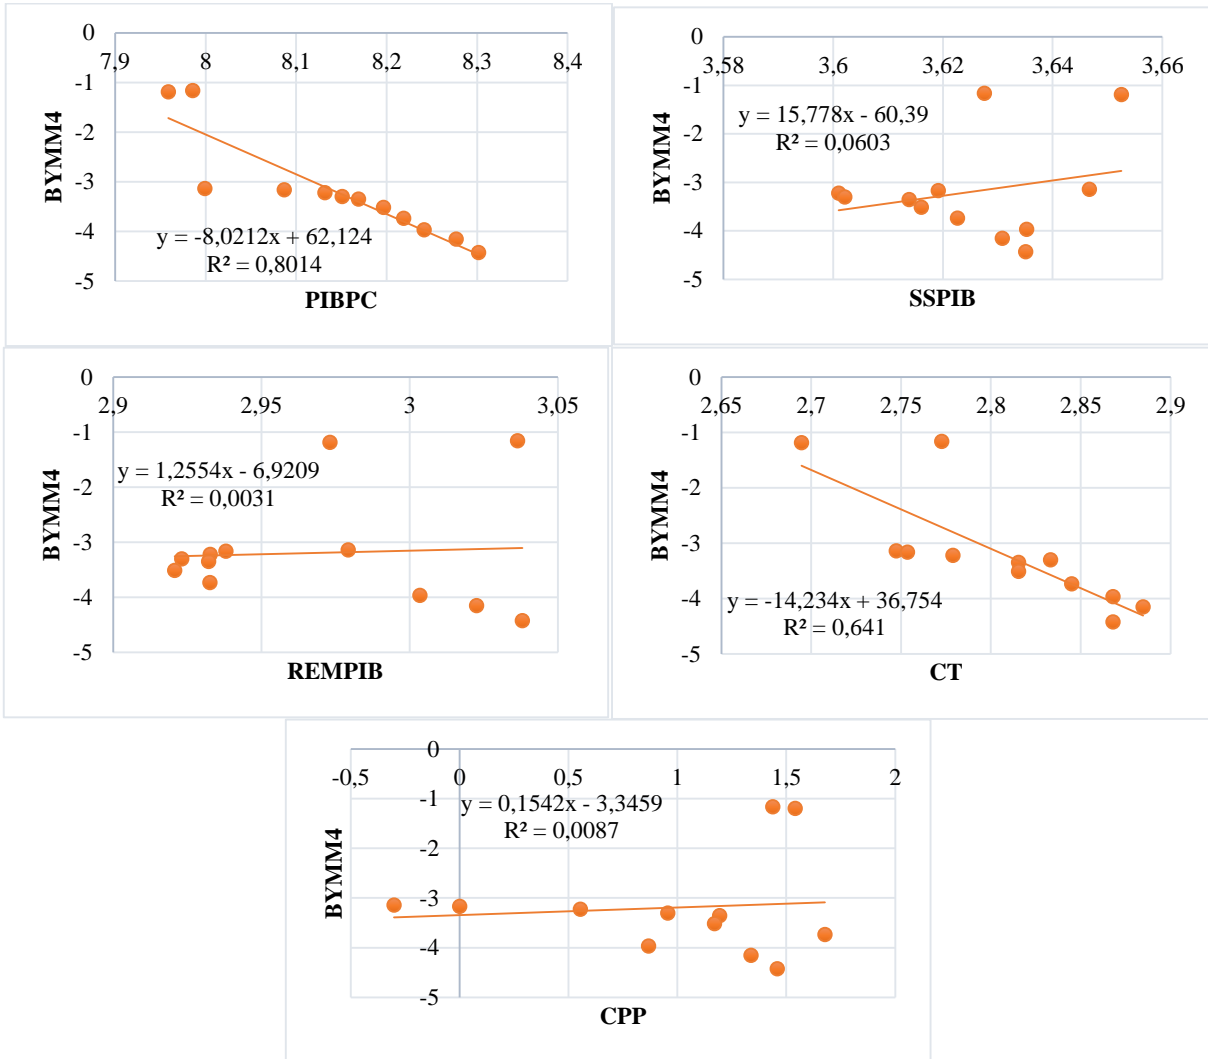 0
7,9 8 8,1 8,2 8,3 8,4
-1
-2
-3
-4
-5
BYMM4
y = -8,0212x + 62,124
R² = 0,8014
PIBPC
0
3,58 3,6 3,62 3,64 3,66
-1
-2
-3
-4
-5
BYMM4
y = 15,778x - 60,39
R² = 0,0603
SSPIB
0
2,9 2,95 3 3,05
-1
-2
-3
-4
-5
BYMM4
y = 1,2554x - 6,9209
R² = 0,0031
REMPIB
0
2,65 2,7 2,75 2,8 2,85 2,9
-1
-2
-3
-4
-5
BYMM4
y = -14,234x + 36,754
R² = 0,641
CT
0
-0,5 0 0,5 1 1,5 2
-1
-2
-3
-4
-5
BYMM4
y = 0,1542x - 3,3459
R² = 0,0087
CPP